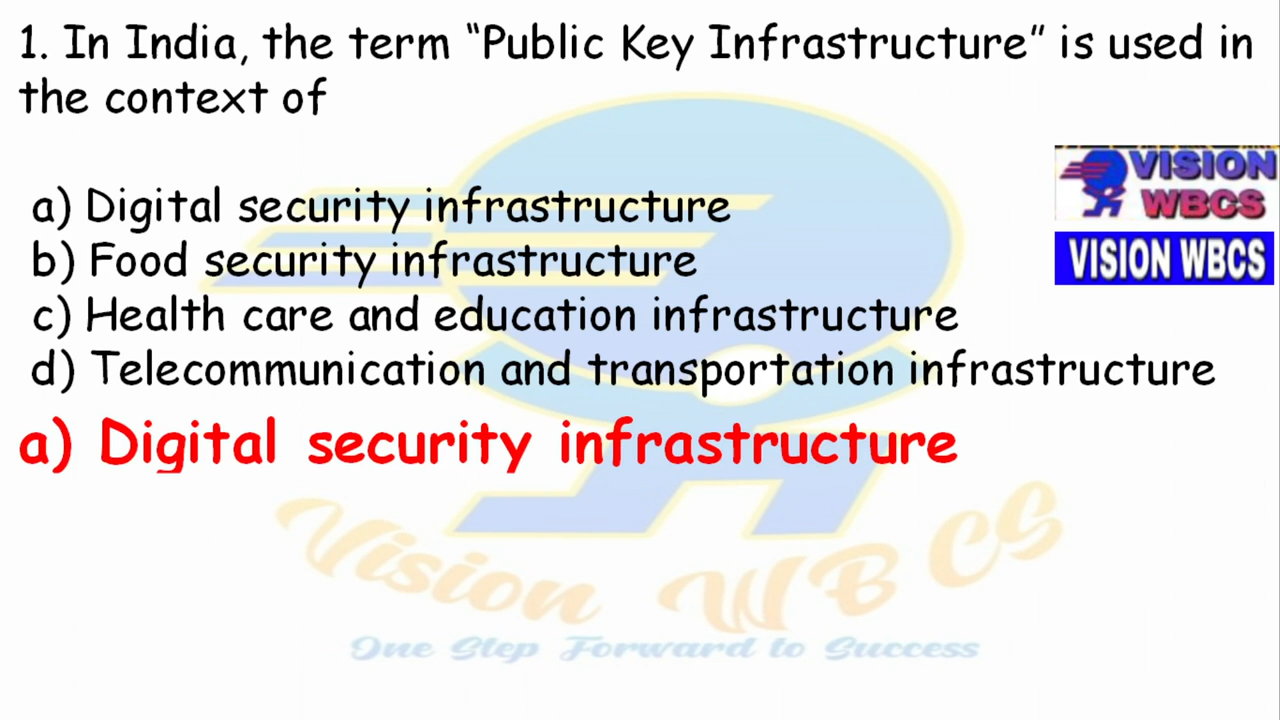 1. In India, the term “Public Key Infrastructure” is used in
the context of
a) Digital security infrastructure
b) Food security infrastructure
c) Health care and education infrastructure
d) Telecommunication and transportation infrastructure
a) Digital security infrastructure
VISION
WBCS
VISION WBCS
Vision WBCS
One Step Forward to Success